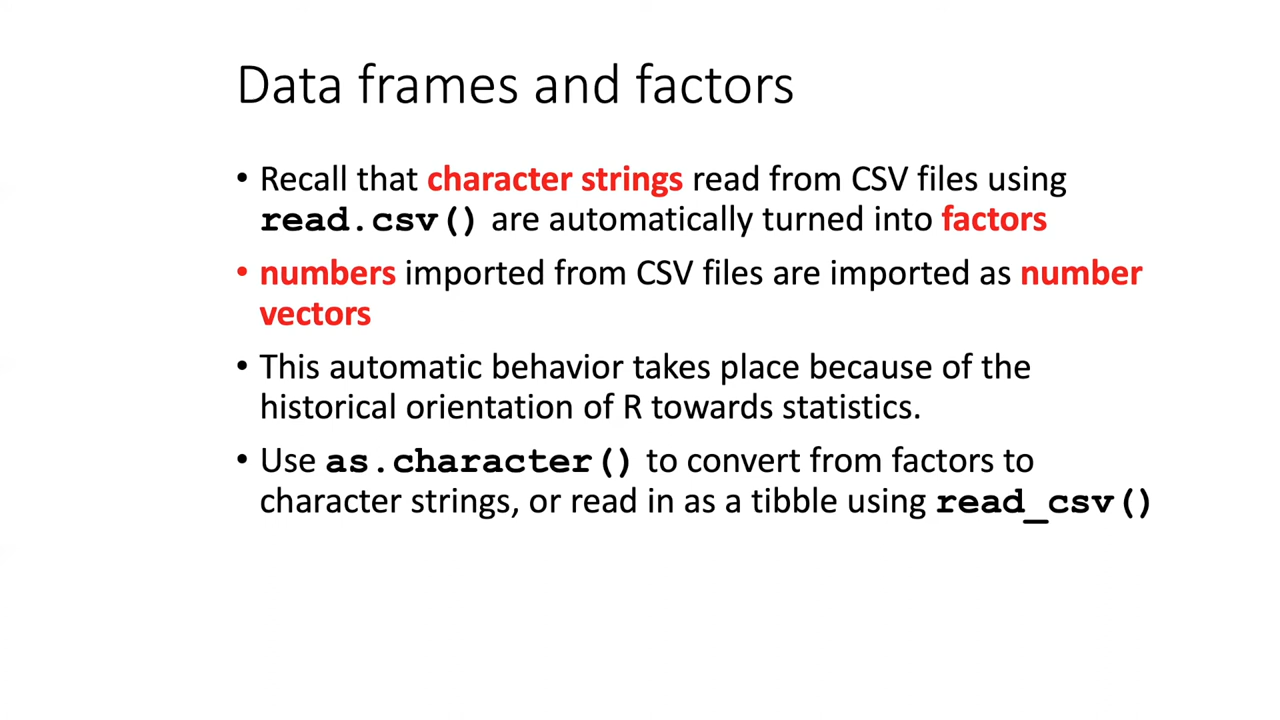 Data frames and factors
• Recall that character strings read from CSV files using
read.csv() are automatically turned into factors
• numbers imported from CSV files are imported as number
vectors
• This automatic behavior takes place because of the
historical orientation of R towards statistics.
• Use as.character() to convert from factors to
character strings, or read in as a tibble using read_csv()